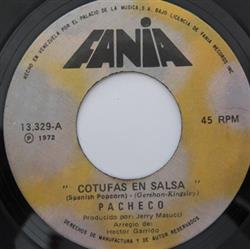 HECHO EN VENEZUELA POR EL PALACIO DE LA MUSICA, S.A. BAJO LICENCIA DE FANIA RECORDS INC.
FANIA
13.329-A
45 RPM
P 1972
" COTUFAS EN SALSA "
(Spanish Popcorn) - (Gershon-Kingsley)
PACHECO
Producido por: Jerry Masucci
Arreglo de:
Hector Garrido
DERECHOS DE MANUFACTURA Y DE AUTOR RESERVADOS